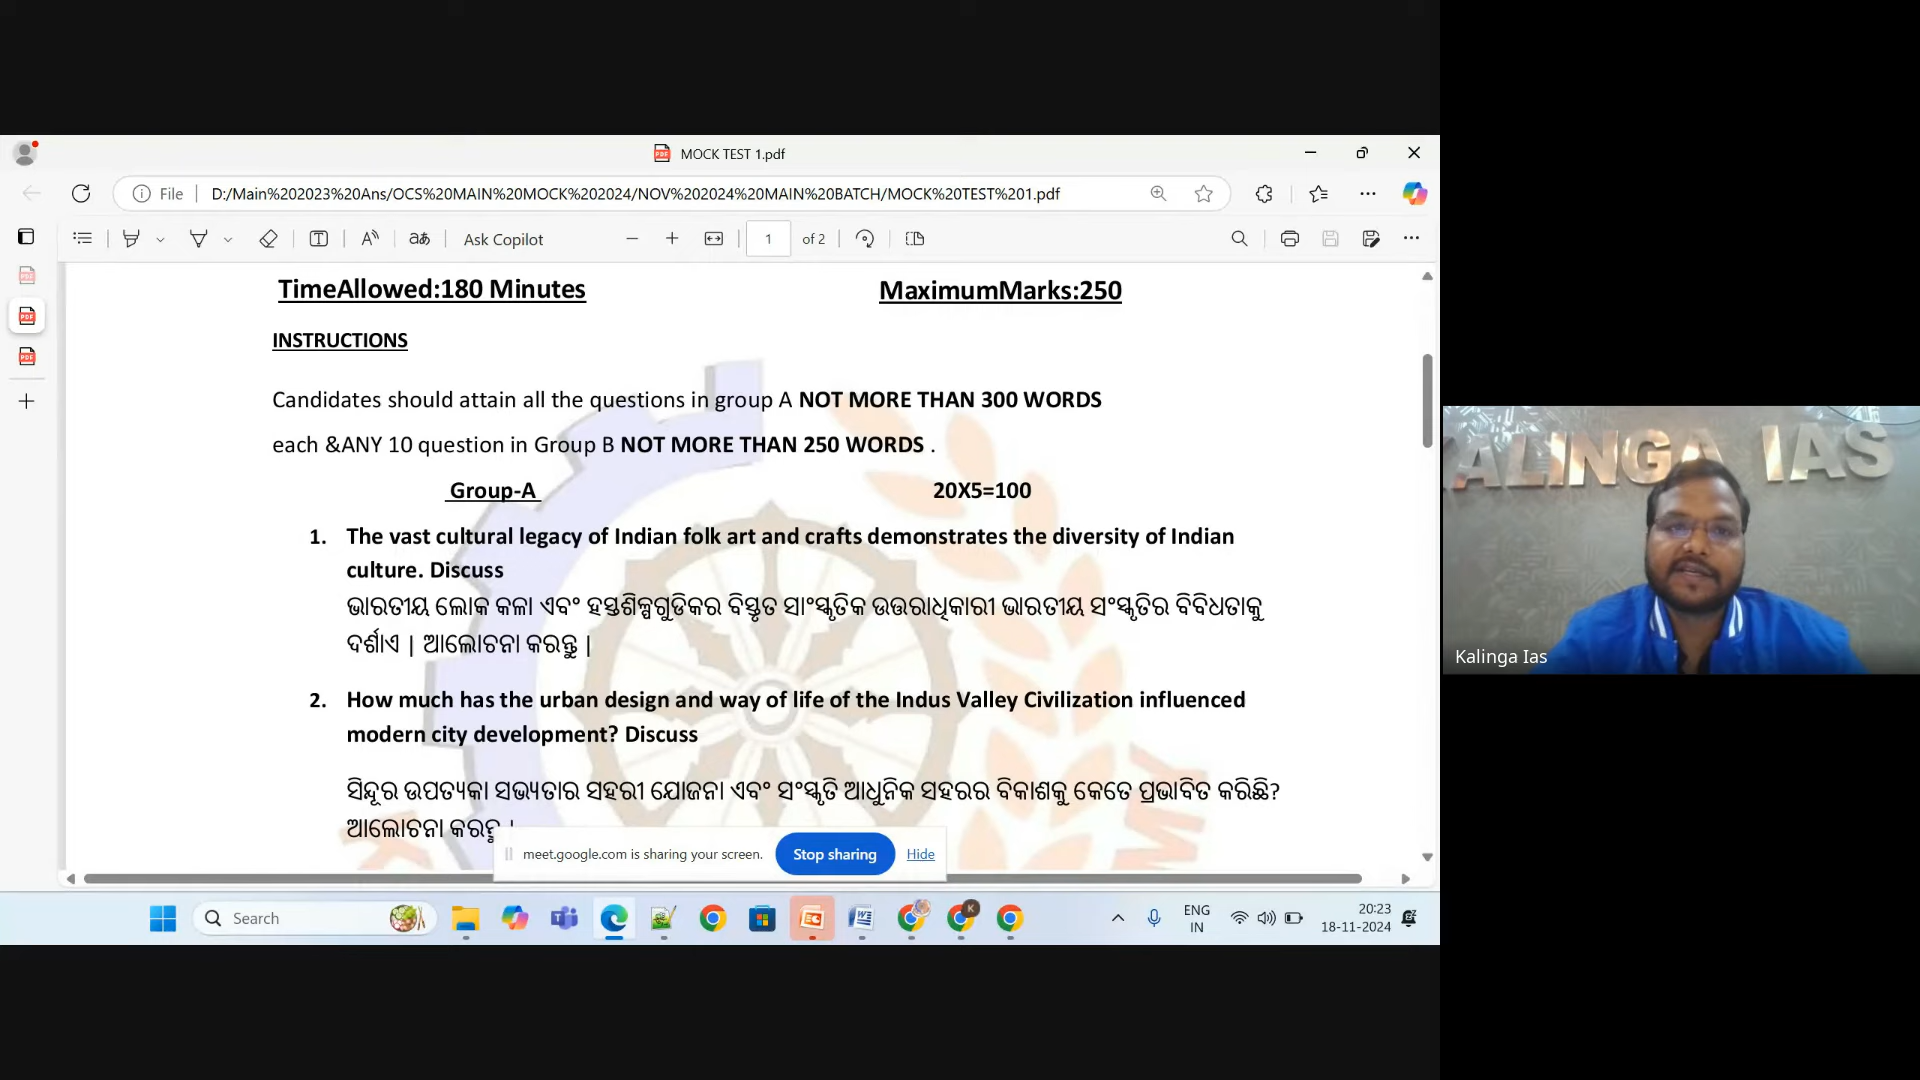 MOCK TEST 1.pdf
File
D:/Main%202023%20Ans/OCS%20MAIN%20MOCK%202024/NOV%202024%20MAIN%20BATCH/MOCK%20TEST%201.pdf
Ask Copilot
1
of 2
TimeAllowed:180 Minutes
MaximumMarks:250
INSTRUCTIONS
Candidates should attain all the questions in group A NOT MORE THAN 300 WORDS
each &ANY 10 question in Group B NOT MORE THAN 250 WORDS .
Group-A
20X5=100
1. The vast cultural legacy of Indian folk art and crafts demonstrates the diversity of Indian
culture. Discuss
ଭାରତୀୟ ଲୋକ କଳା ଏବଂ ହସ୍ତଶିଳ୍ପଗୁଡିକର ବିସ୍ତୃତ ସାଂସ୍କୃତିକ ଉତ୍ତରାଧିକାରୀ ଭାରତୀୟ ସଂସ୍କୃତିର ବିବିଧତାକୁ
ଦର୍ଶାଏ | ଆଲୋଚନା କରନ୍ତୁ |
2. How much has the urban design and way of life of the Indus Valley Civilization influenced
modern city development? Discuss
ସିନ୍ଦୂର ଉପତ୍ୟକା ସଭ୍ୟତାର ସହରୀ ଯୋଜନା ଏବଂ ସଂସ୍କୃତି ଆଧୁନିକ ସହରର ବିକାଶକୁ କେତେ ପ୍ରଭାବିତ କରିଛି?
ଆଲୋଚନା କରନ୍ତୁ |
meet.google.com is sharing your screen.
Stop sharing
Hide
Search
ENG
IN
20:23
18-11-2024
KALINGA IAS
Kalinga Ias